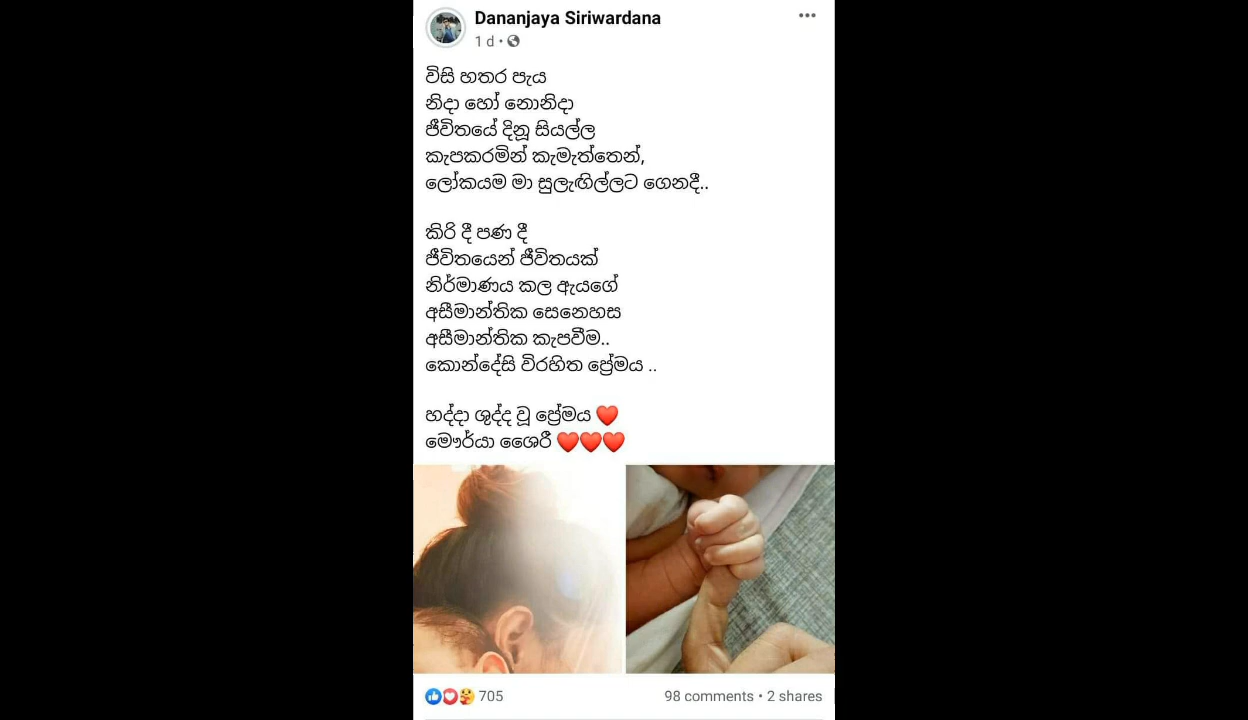 Dananjaya Siriwardana
1 d •
විසි හතර පැය
නිදා හෝ නොනිදා
ජීවිතයේ දිනූ සියල්ල
කැපකරමින් කැමැත්තෙන්,
ලෝකයම මා සුලැඟිල්ලට ගෙනදී..
කිරි දී පණ දී
ජීවිතයෙන් ජීවිතයක්
නිර්මාණය කල ඇයගේ
අසීමාන්තික සෙනෙහස
අසීමාන්තික කැපවීම..
කොන්දේසි විරහිත ප්‍රේමය ..
හද්දා ශුද්ද වූ ප්‍රේමය ❤️
මෞර්යා ශෛරී ❤️❤️❤️
705
98 comments • 2 shares